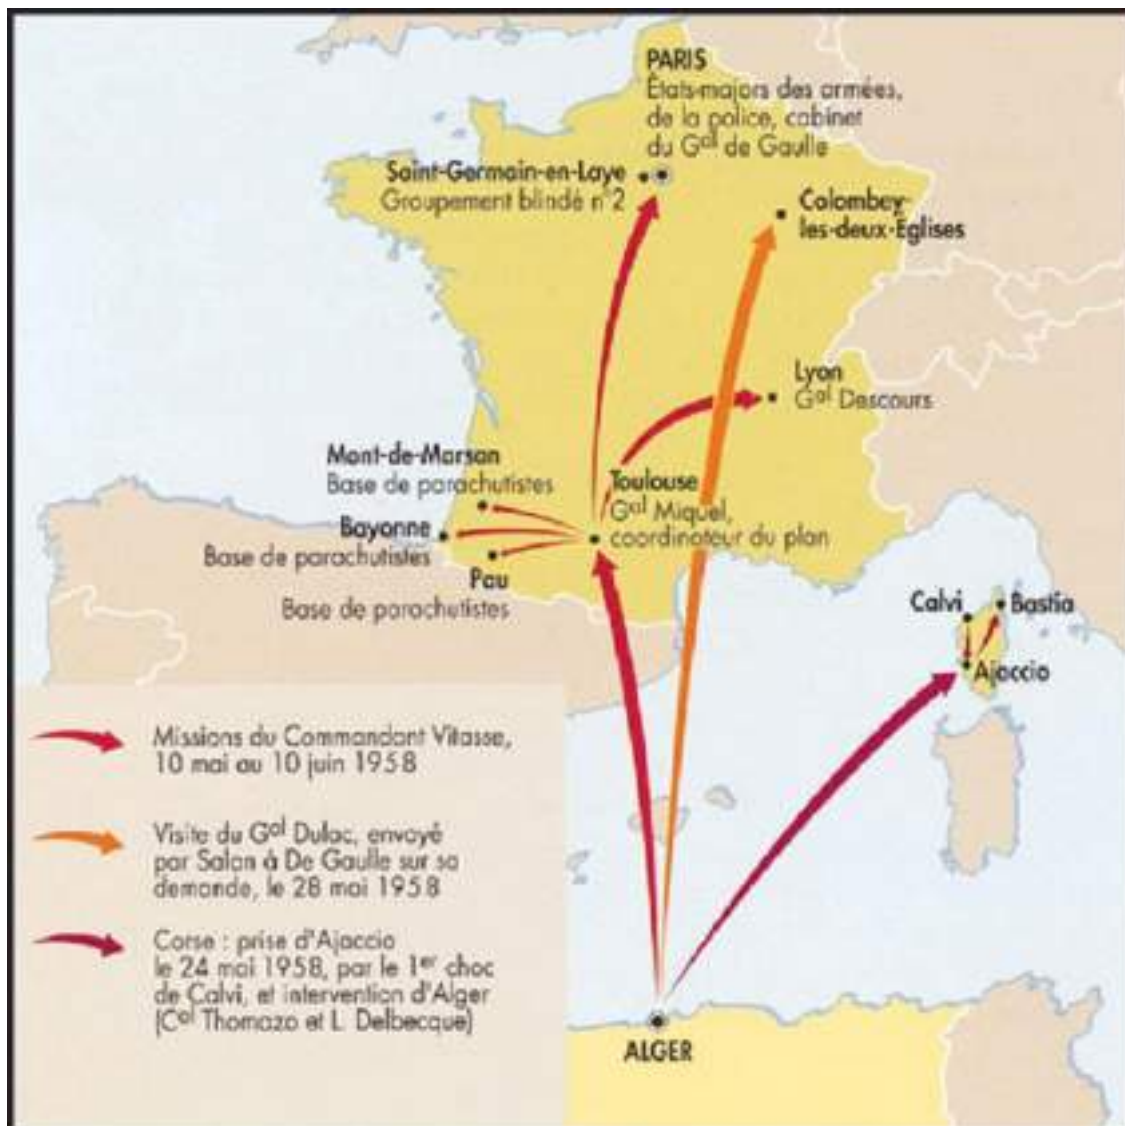 PARIS
États-majors des armées,
de la police, cabinet
du Gal de Gaulle
Saint-Germain-en-Laye
Groupement blindé n°2
Colombey-
les-deux-Églises
Lyon
Gal Descours
Mont-de-Marsan
Base de parachutistes
Toulouse
Gal Miquel,
coordinateur du plan
Bayonne
Base de parachutistes
Pau
Base de parachutistes
Calvi
Bastia
Ajaccio
Missions du Commandant Vitasse,
10 mai au 10 juin 1958
Visite du Gal Dulac, envoyé
par Salan à De Gaulle sur sa
demande, le 28 mai 1958
Corse : prise d'Ajaccio
le 24 mai 1958, par le 1er choc
de Calvi, et intervention d'Alger
(Col Thomazo et L. Delbecque)
ALGER